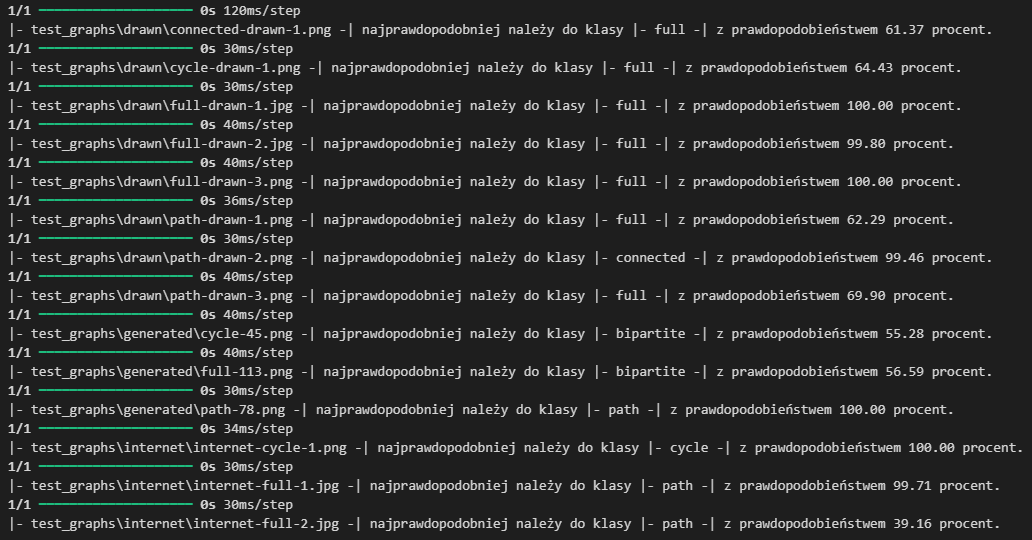 1/1 ━━━━━━━━━━━━━━━━━━━━ 0s 120ms/step
|- test_graphs\drawn\connected-drawn-1.png -| najprawdopodobniej należy do klasy |- full -| z prawdopodobieństwem 61.37 procent.
1/1 ━━━━━━━━━━━━━━━━━━━━ 0s 30ms/step
|- test_graphs\drawn\cycle-drawn-1.png -| najprawdopodobniej należy do klasy |- full -| z prawdopodobieństwem 64.43 procent.
1/1 ━━━━━━━━━━━━━━━━━━━━ 0s 30ms/step
|- test_graphs\drawn\full-drawn-1.jpg -| najprawdopodobniej należy do klasy |- full -| z prawdopodobieństwem 100.00 procent.
1/1 ━━━━━━━━━━━━━━━━━━━━ 0s 40ms/step
|- test_graphs\drawn\full-drawn-2.jpg -| najprawdopodobniej należy do klasy |- full -| z prawdopodobieństwem 99.80 procent.
1/1 ━━━━━━━━━━━━━━━━━━━━ 0s 40ms/step
|- test_graphs\drawn\full-drawn-3.png -| najprawdopodobniej należy do klasy |- full -| z prawdopodobieństwem 100.00 procent.
1/1 ━━━━━━━━━━━━━━━━━━━━ 0s 36ms/step
|- test_graphs\drawn\path-drawn-1.png -| najprawdopodobniej należy do klasy |- full -| z prawdopodobieństwem 62.29 procent.
1/1 ━━━━━━━━━━━━━━━━━━━━ 0s 30ms/step
|- test_graphs\drawn\path-drawn-2.png -| najprawdopodobniej należy do klasy |- connected -| z prawdopodobieństwem 99.46 procent.
1/1 ━━━━━━━━━━━━━━━━━━━━ 0s 40ms/step
|- test_graphs\drawn\path-drawn-3.png -| najprawdopodobniej należy do klasy |- full -| z prawdopodobieństwem 69.90 procent.
1/1 ━━━━━━━━━━━━━━━━━━━━ 0s 40ms/step
|- test_graphs\generated\cycle-45.png -| najprawdopodobniej należy do klasy |- bipartite -| z prawdopodobieństwem 55.28 procent.
1/1 ━━━━━━━━━━━━━━━━━━━━ 0s 40ms/step
|- test_graphs\generated\full-113.png -| najprawdopodobniej należy do klasy |- bipartite -| z prawdopodobieństwem 56.59 procent.
1/1 ━━━━━━━━━━━━━━━━━━━━ 0s 30ms/step
|- test_graphs\generated\path-78.png -| najprawdopodobniej należy do klasy |- path -| z prawdopodobieństwem 100.00 procent.
1/1 ━━━━━━━━━━━━━━━━━━━━ 0s 34ms/step
|- test_graphs\internet\internet-cycle-1.png -| najprawdopodobniej należy do klasy |- cycle -| z prawdopodobieństwem 100.00 procent.
1/1 ━━━━━━━━━━━━━━━━━━━━ 0s 30ms/step
|- test_graphs\internet\internet-full-1.jpg -| najprawdopodobniej należy do klasy |- path -| z prawdopodobieństwem 99.71 procent.
1/1 ━━━━━━━━━━━━━━━━━━━━ 0s 30ms/step
|- test_graphs\internet\internet-full-2.jpg -| najprawdopodobniej należy do klasy |- path -| z prawdopodobieństwem 39.16 procent.